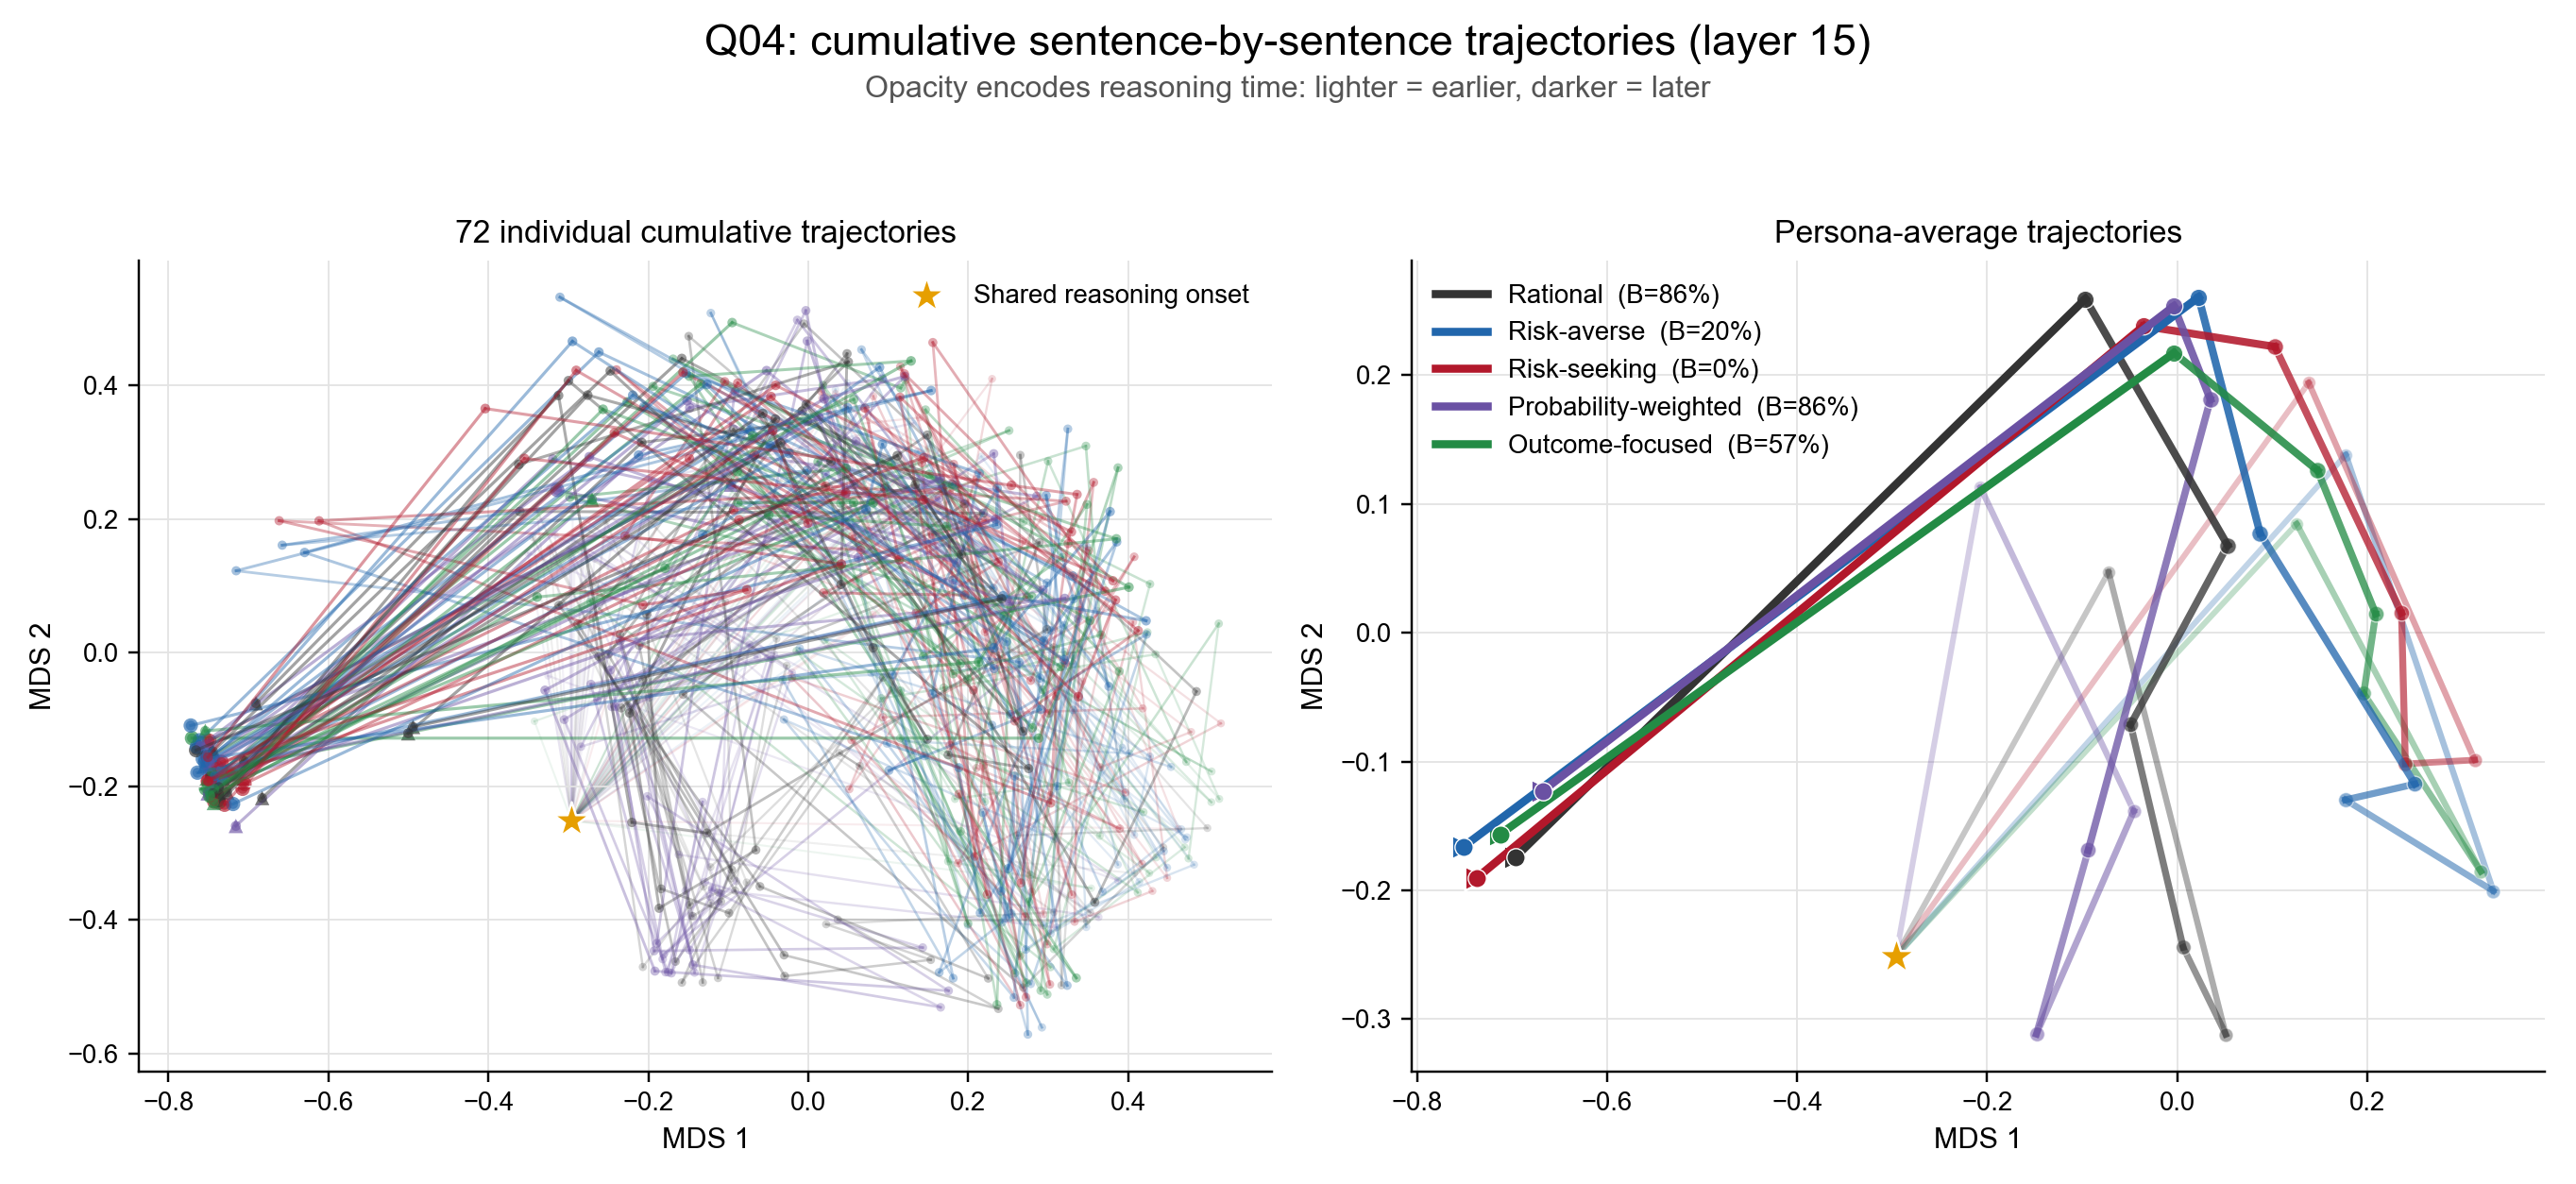 Q04: cumulative sentence-by-sentence trajectories (layer 15)
Opacity encodes reasoning time: lighter = earlier, darker = later
72 individual cumulative trajectories
Shared reasoning onset
0.4
0.2
0.0
−0.2
−0.4
−0.6
MDS 2
−0.8
−0.6
−0.4
−0.2
0.0
0.2
0.4
MDS 1
Persona-average trajectories
Rational (B=86%)
Risk-averse (B=20%)
Risk-seeking (B=0%)
Probability-weighted (B=86%)
Outcome-focused (B=57%)
0.2
0.1
0.0
−0.1
−0.2
−0.3
MDS 2
−0.8
−0.6
−0.4
−0.2
0.0
0.2
MDS 1